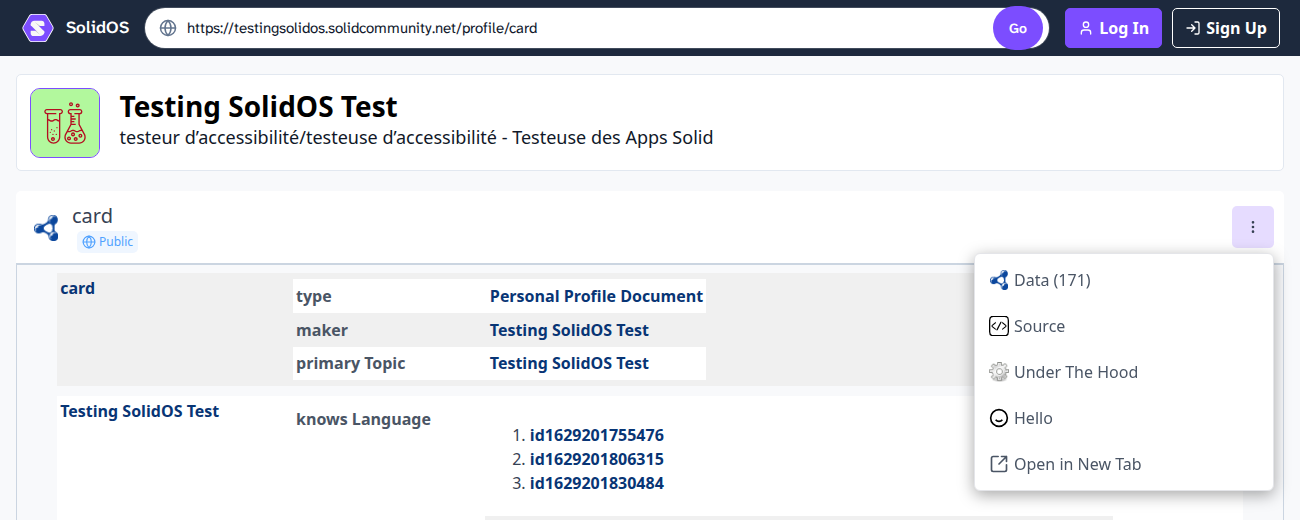 SolidOS
https://testingsolidos.solidcommunity.net/profile/card
Go
Log In
Sign Up
Testing SolidOS Test
testeur d’accessibilité/testeuse d’accessibilité - Testeuse des Apps Solid
card
Public
card
type Personal Profile Document
maker Testing SolidOS Test
primary Topic Testing SolidOS Test
Testing SolidOS Test
knows Language
1. id1629201755476
2. id1629201806315
3. id1629201830484
Data (171)
Source
Under The Hood
Hello
Open in New Tab